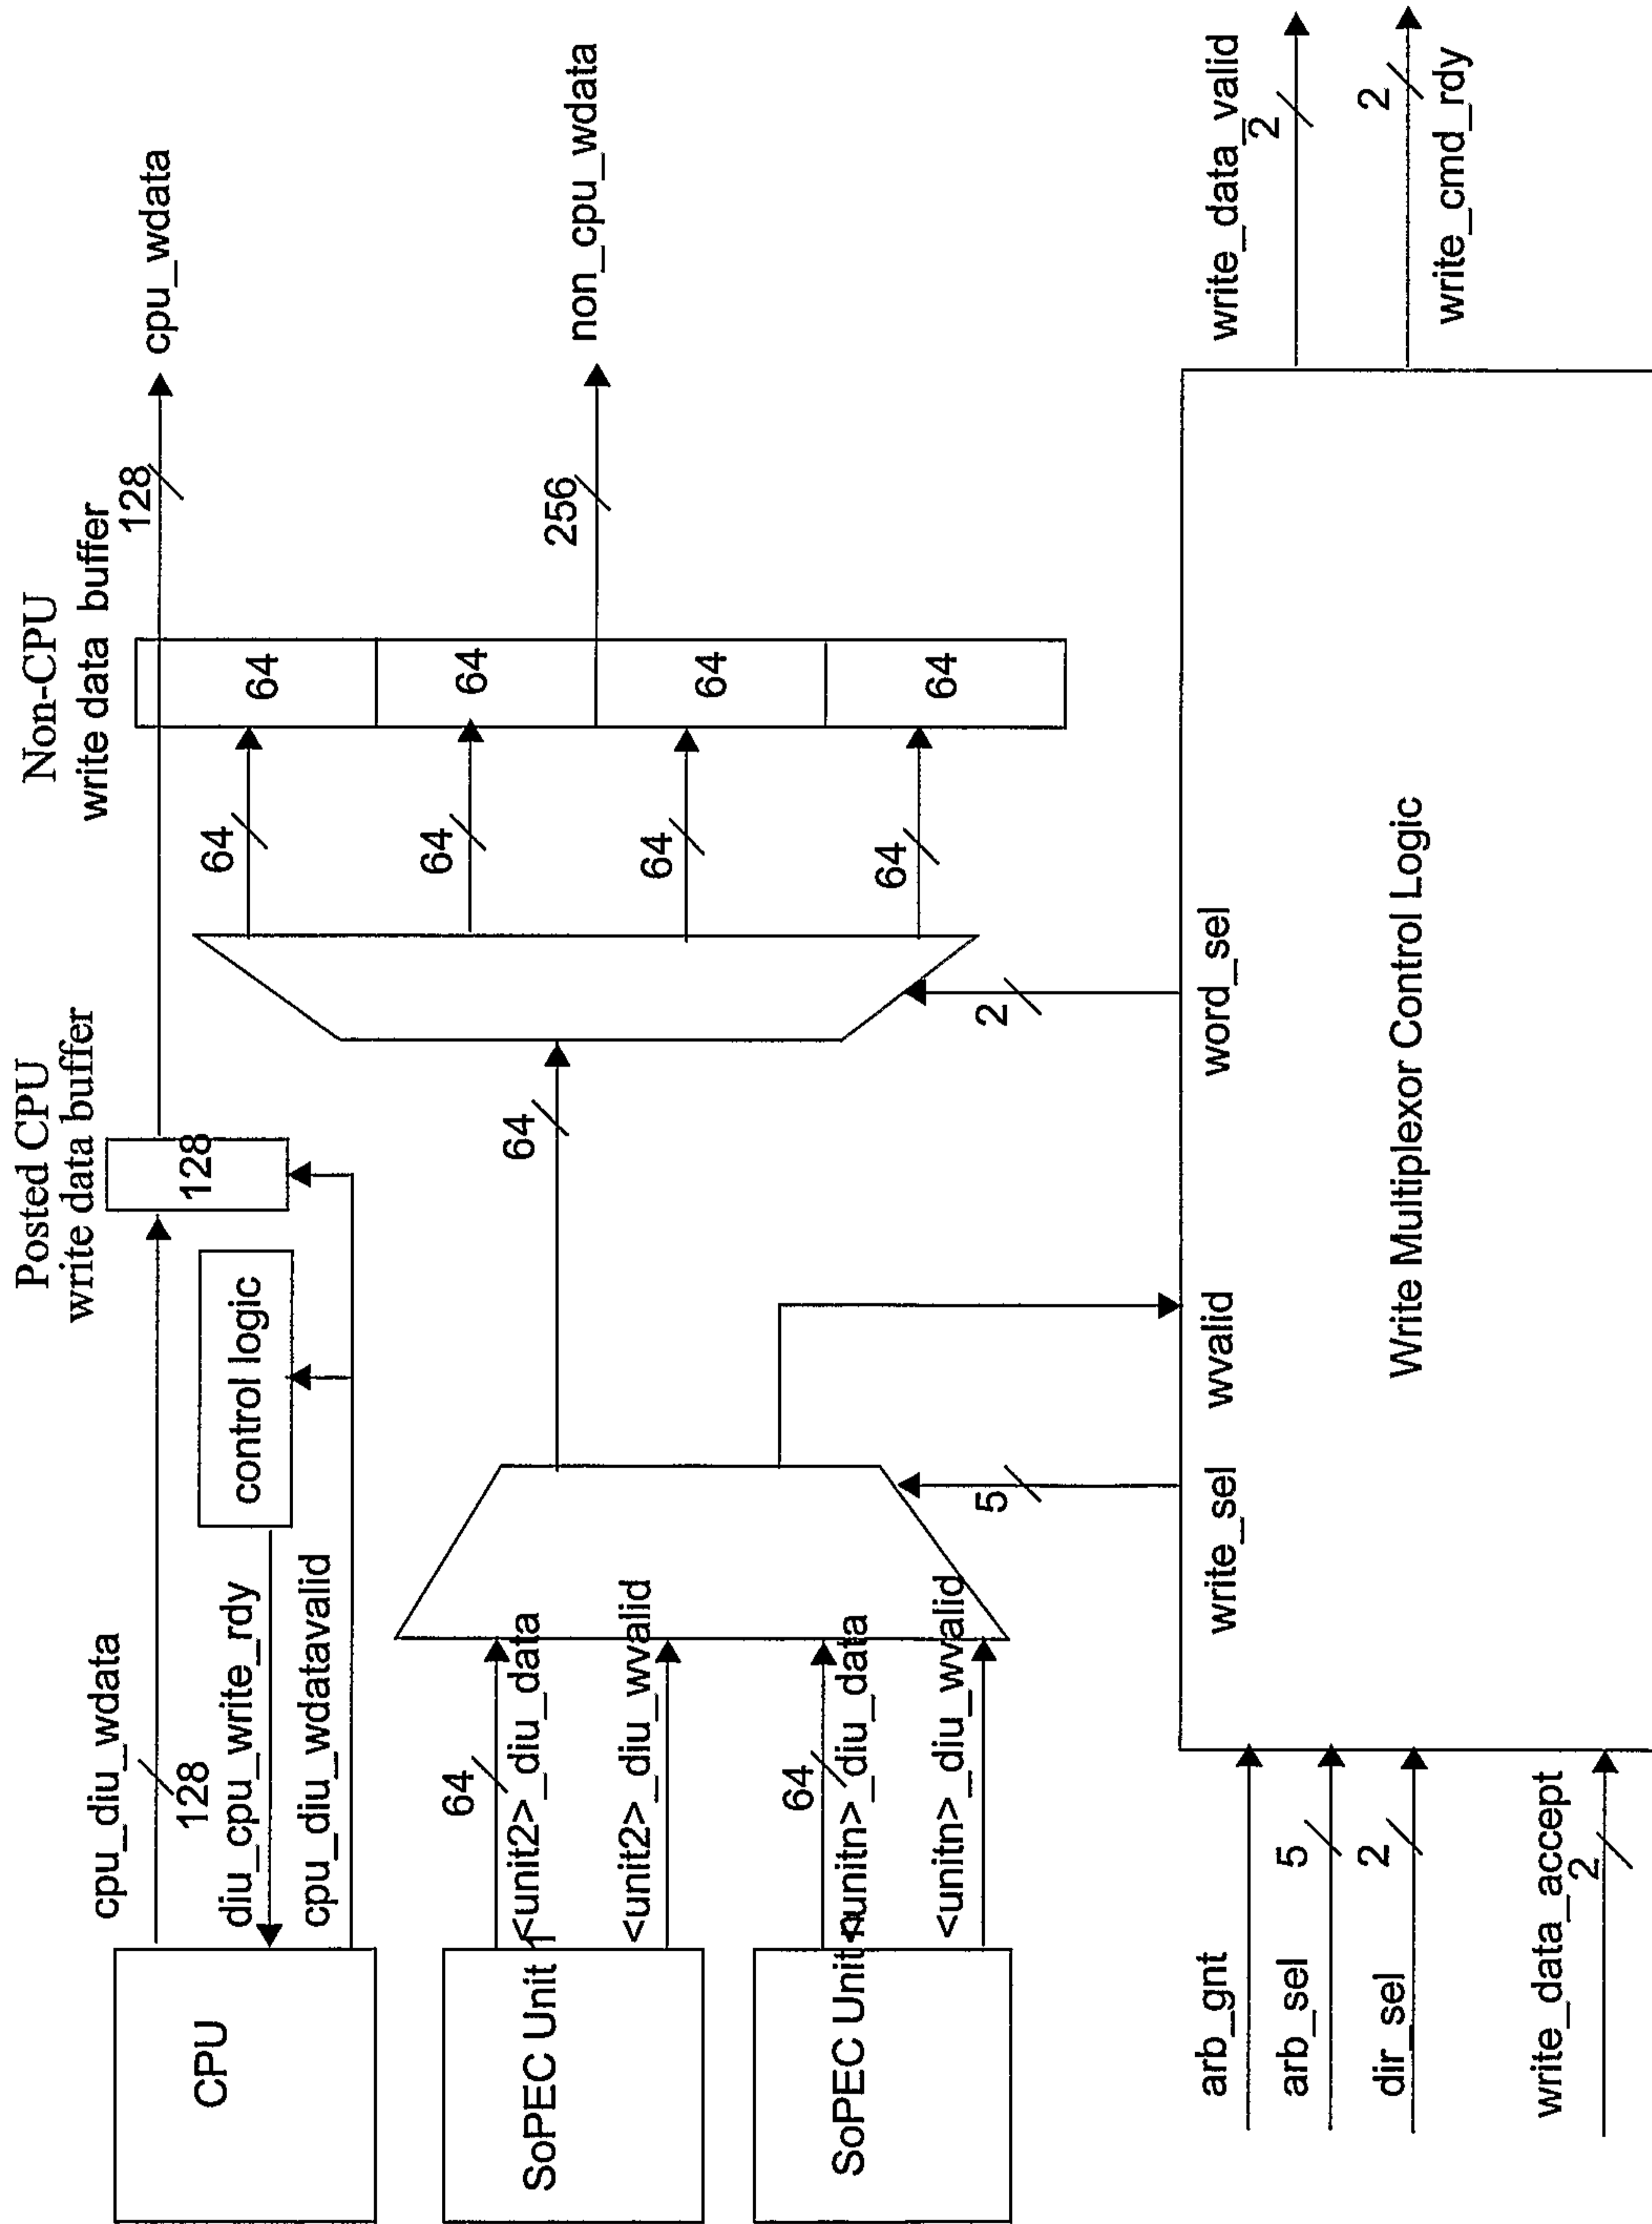 Posted CPU
write data buffer
Non-CPU
write data buffer
cpu_diu_wdata
128
128
128
cpu_wdata
diu_cpu_write_rdy
control logic
cpu_diu_wdatavalid
CPU
64
<unit2>_diu_data
<unit2>_diu_wvalid
SoPEC Unit 1
64
<unitn>_diu_data
<unitn>_diu_wvalid
SoPEC Unit n
64
64
64
64
64
64
64
64
64
256
non_cpu_wdata
5
2
write_sel
wvalid
word_sel
arb_gnt
arb_sel
5
dir_sel
2
write_data_accept
2
Write Multiplexor Control Logic
write_data_valid
2
2
write_cmd_rdy